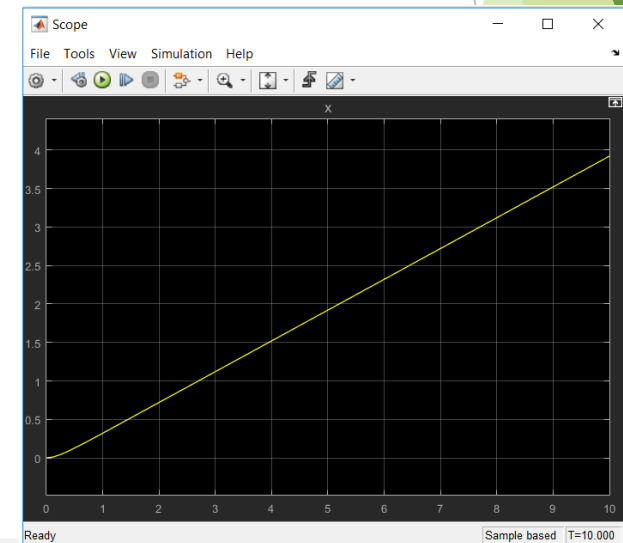 Scope
File Tools View Simulation Help
X
4
3.5
3
2.5
2
1.5
1
0.5
0
0 1 2 3 4 5 6 7 8 9 10
Ready Sample based T=10.000